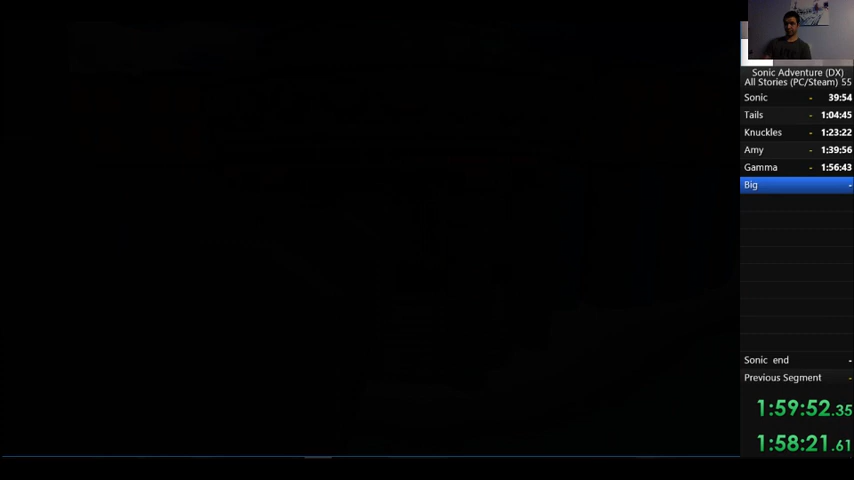 Sonic Adventure (DX)
All Stories (PC/Steam) 55
Sonic - 39:54
Tails - 1:04:45
Knuckles - 1:23:22
Amy - 1:39:56
Gamma - 1:56:43
Big -
Sonic end -
Previous Segment -
1:59:52.35
1:58:21.61